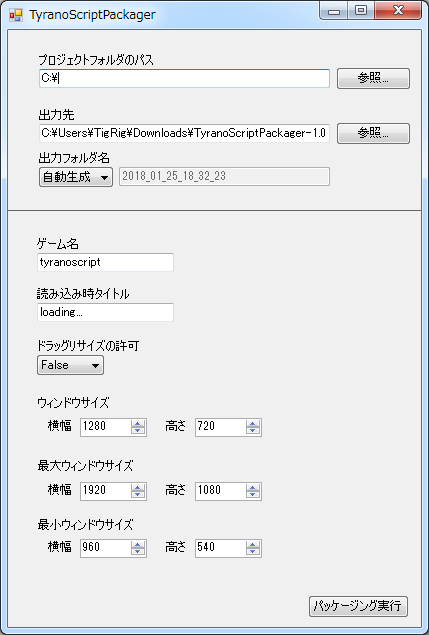 TyranoScriptPackager
プロジェクトフォルダのパス
C:¥
参照...
出力先
C:¥Users¥TigRig¥Downloads¥TyranoScriptPackager-1.0
参照...
出力フォルダ名
自動生成 2018_01_25_18_32_23
ゲーム名
tyranoscript
読み込み時タイトル
loading...
ドラッグリサイズの許可
False
ウィンドウサイズ
横幅 1280 高さ 720
最大ウィンドウサイズ
横幅 1920 高さ 1080
最小ウィンドウサイズ
横幅 960 高さ 540
パッケージング実行